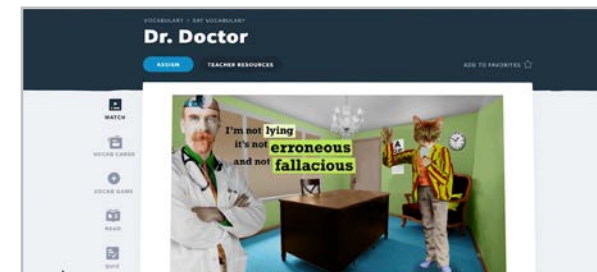 VOCABULARY > SAT VOCABULARY
Dr. Doctor
ASSIGN TEACHER RESOURCES ADD TO FAVORITES
WATCH
VOCAB CARDS
VOCAB GAME
READ
QUIZ
I'm not lying
it's not erroneous
and not fallacious
A